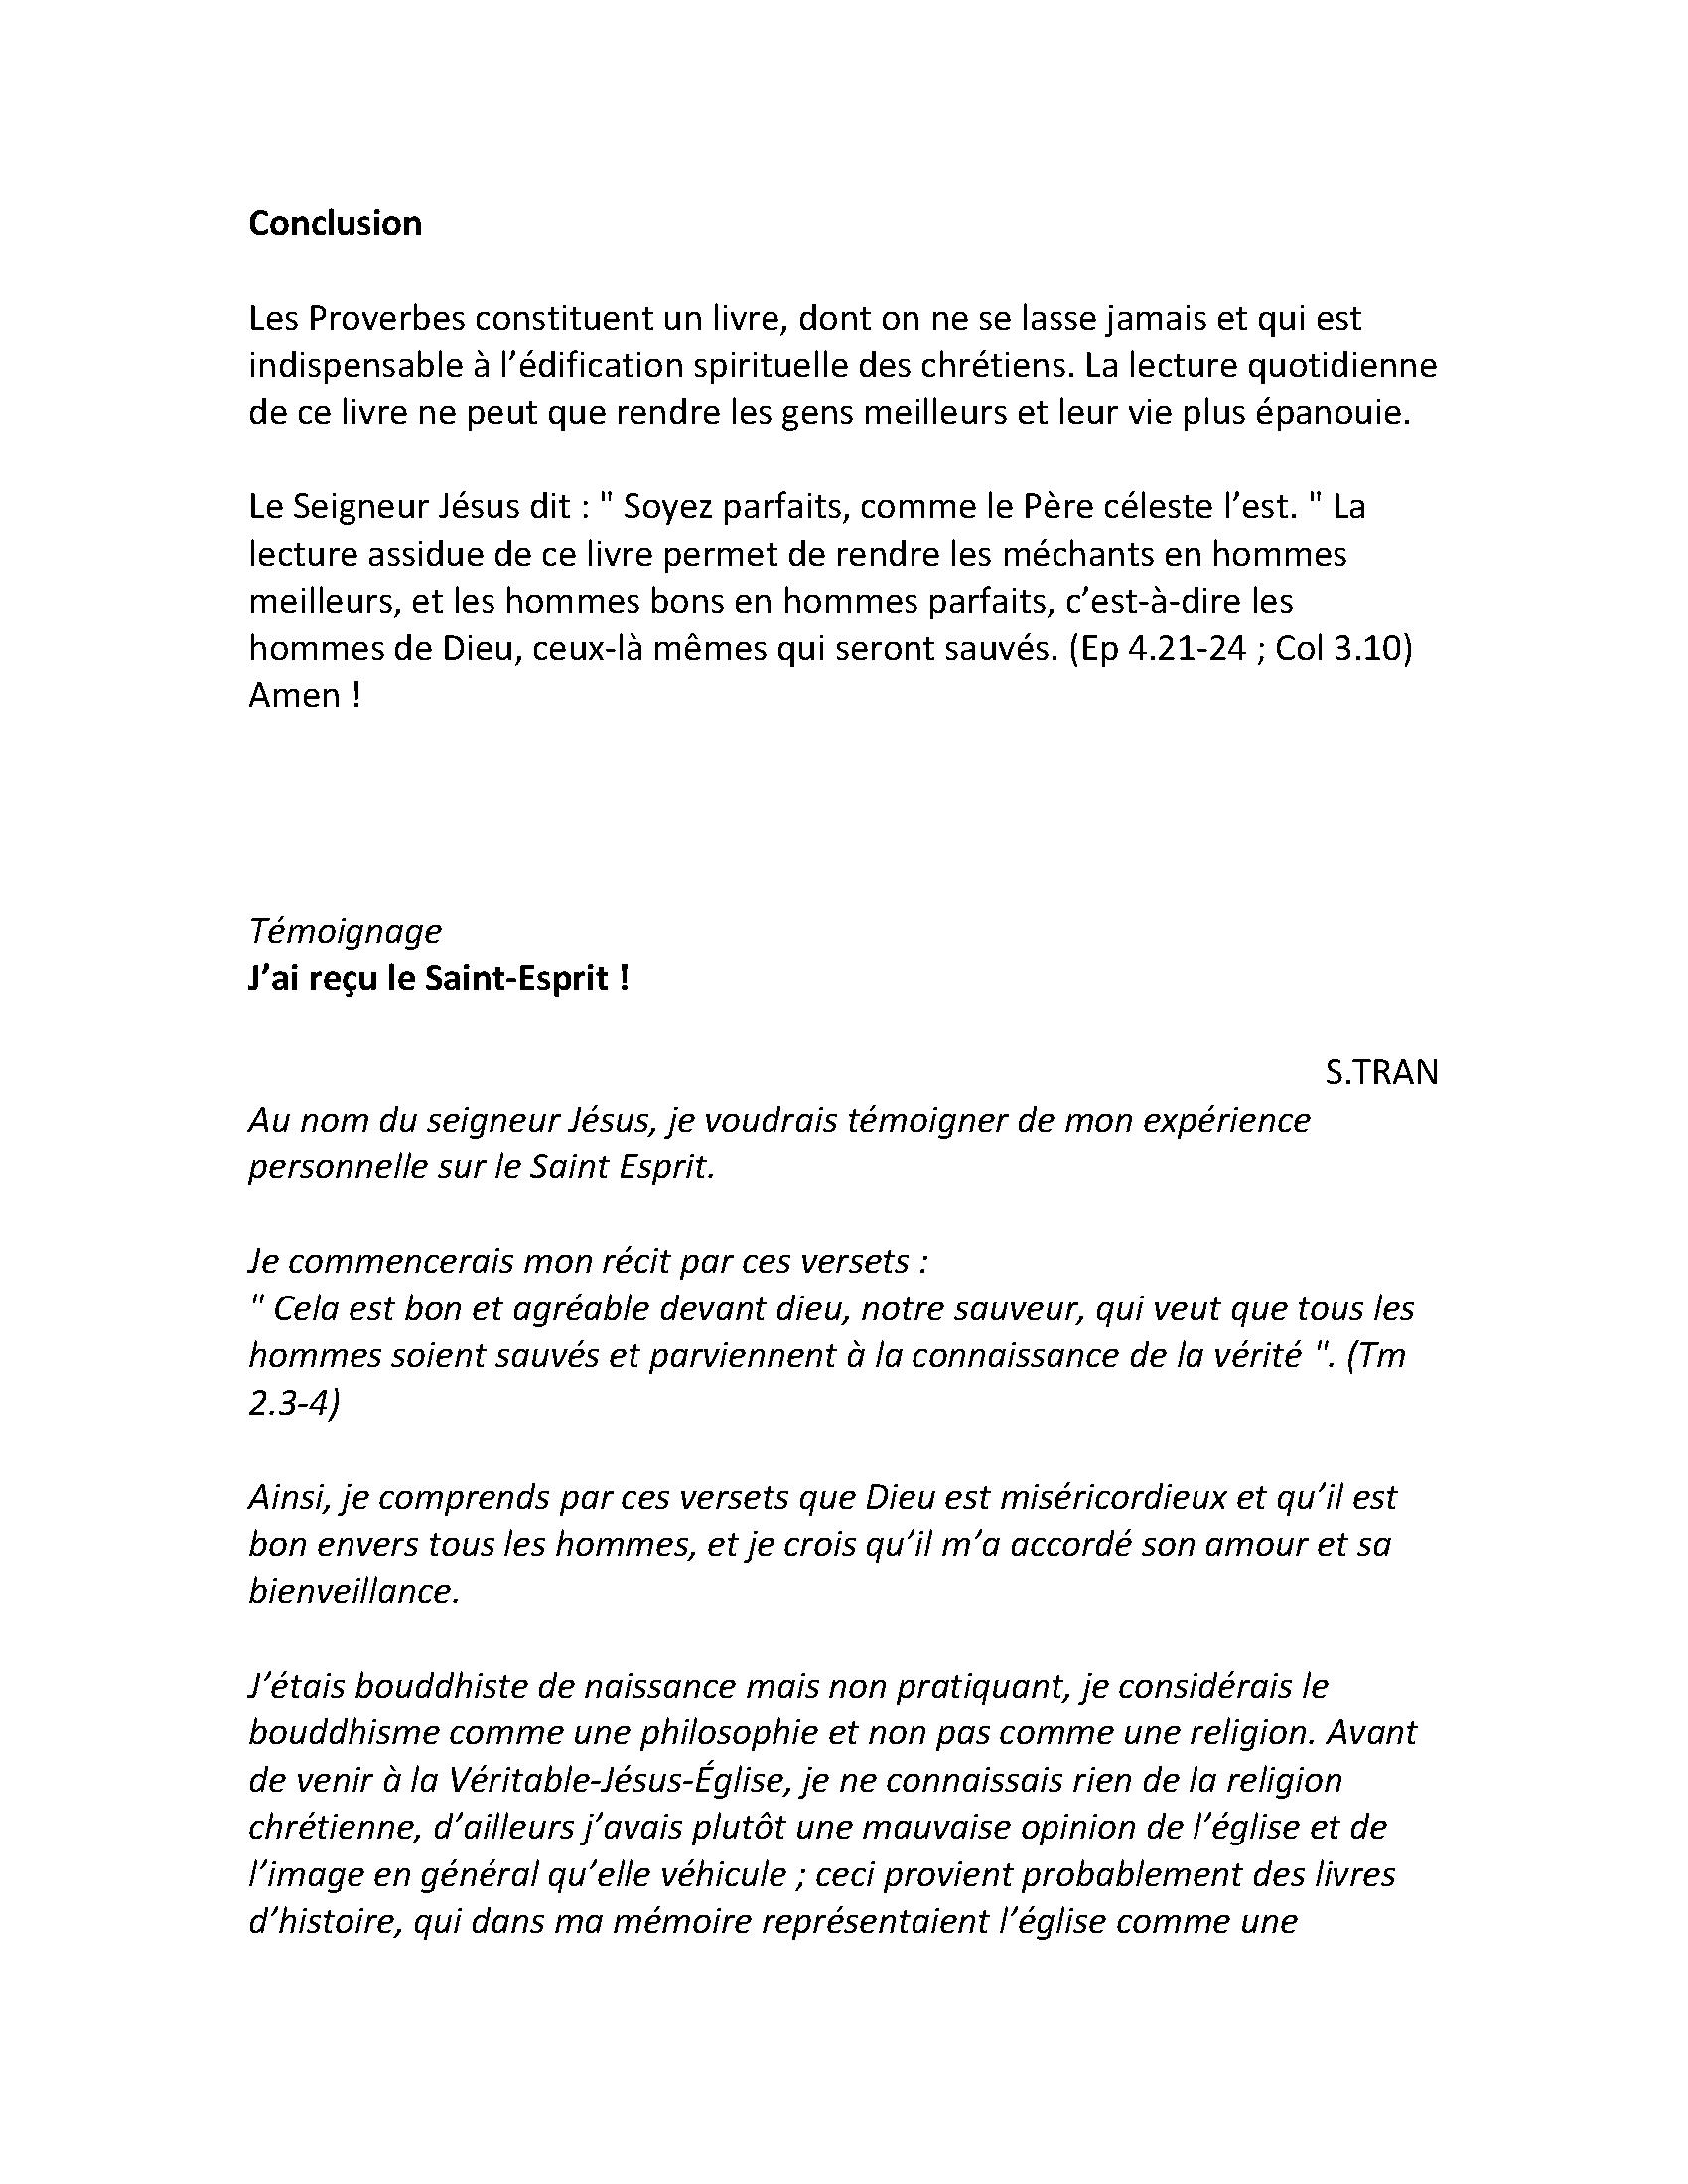 Conclusion
Les Proverbes constituent un livre, dont on ne se lasse jamais et qui est
indispensable à l’édification spirituelle des chrétiens. La lecture quotidienne
de ce livre ne peut que rendre les gens meilleurs et leur vie plus épanouie.
Le Seigneur Jésus dit : " Soyez parfaits, comme le Père céleste l’est. " La
lecture assidue de ce livre permet de rendre les méchants en hommes
meilleurs, et les hommes bons en hommes parfaits, c’est-à-dire les
hommes de Dieu, ceux-là mêmes qui seront sauvés. (Ep 4.21-24 ; Col 3.10)
Amen !
Témoignage
J’ai reçu le Saint-Esprit !
S.TRAN
Au nom du seigneur Jésus, je voudrais témoigner de mon expérience
personnelle sur le Saint Esprit.
Je commencerais mon récit par ces versets :
" Cela est bon et agréable devant dieu, notre sauveur, qui veut que tous les
hommes soient sauvés et parviennent à la connaissance de la vérité ". (Tm
2.3-4)
Ainsi, je comprends par ces versets que Dieu est miséricordieux et qu’il est
bon envers tous les hommes, et je crois qu’il m’a accordé son amour et sa
bienveillance.
J’étais bouddhiste de naissance mais non pratiquant, je considérais le
bouddhisme comme une philosophie et non pas comme une religion. Avant
de venir à la Véritable-Jésus-Église, je ne connaissais rien de la religion
chrétienne, d’ailleurs j’avais plutôt une mauvaise opinion de l’église et de
l’image en général qu’elle véhicule ; ceci provient probablement des livres
d’histoire, qui dans ma mémoire représentaient l’église comme une